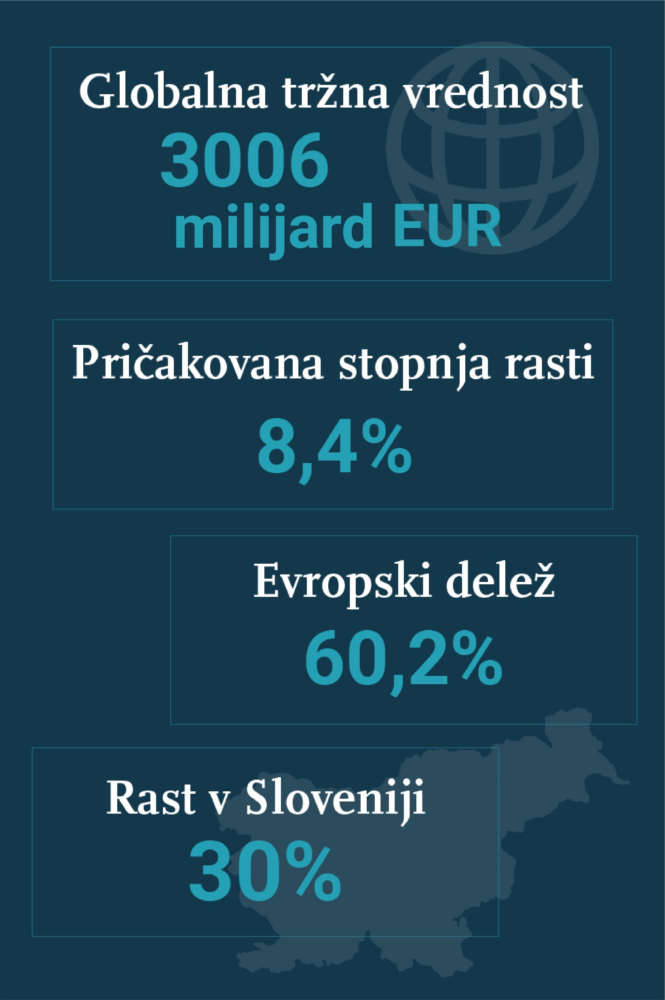 Globalna tržna vrednost
3006
milijard EUR
Pričakovana stopnja rasti
8,4%
Evropski delež
60,2%
Rast v Sloveniji
30%